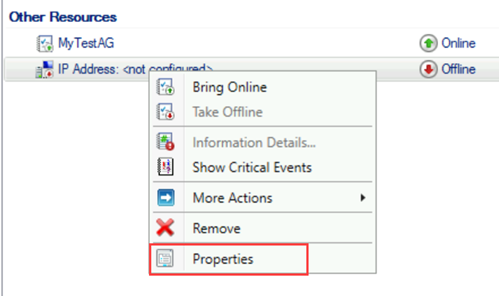 Other Resources
MyTestAG Online
IP Address: <not configured> Offline
Bring Online
Take Offline
Information Details...
Show Critical Events
More Actions
Remove
Properties